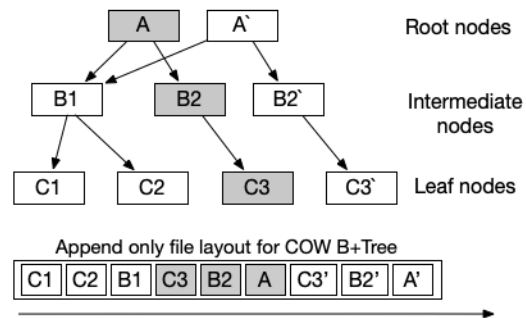 A A` Root nodes
B1 B2 B2` Intermediate
nodes
C1 C2 C3 C3` Leaf nodes
Append only file layout for COW B+Tree
C1 C2 B1 C3 B2 A C3' B2' A'